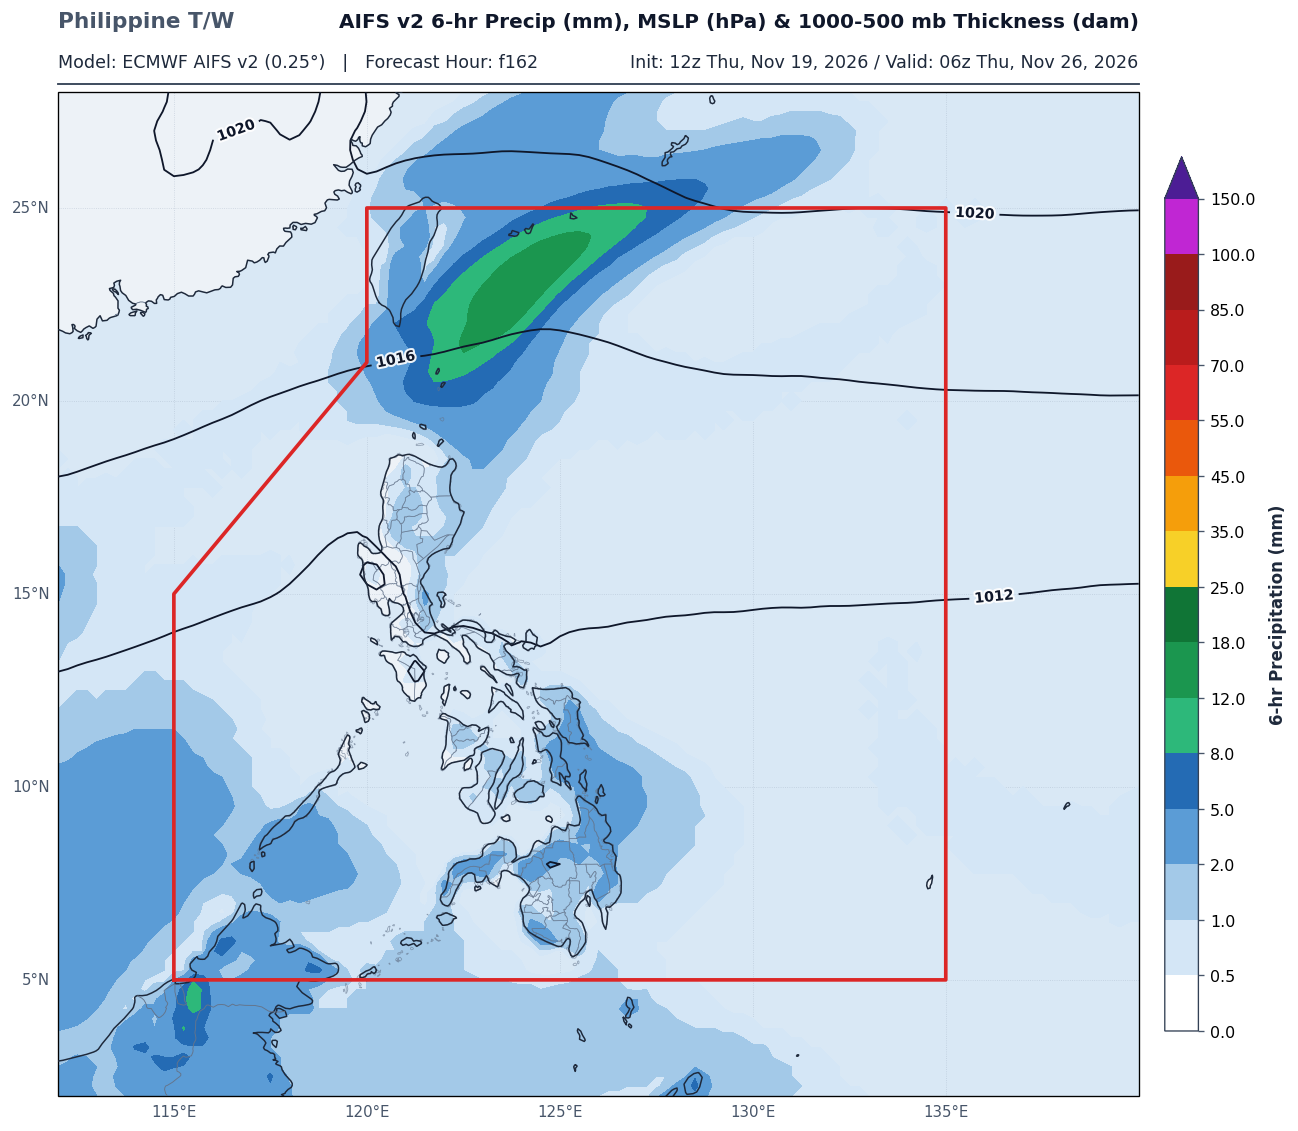 Philippine T/W
AIFS v2 6-hr Precip (mm), MSLP (hPa) & 1000-500 mb Thickness (dam)
Model: ECMWF AIFS v2 (0.25°) | Forecast Hour: f162
Init: 12z Thu, Nov 19, 2026 / Valid: 06z Thu, Nov 26, 2026
1020
25°N
1020
1016
20°N
15°N
1012
10°N
5°N
115°E
120°E
125°E
130°E
135°E
150.0
100.0
85.0
70.0
55.0
45.0
35.0
25.0
18.0
12.0
8.0
5.0
2.0
1.0
0.5
0.0
6-hr Precipitation (mm)